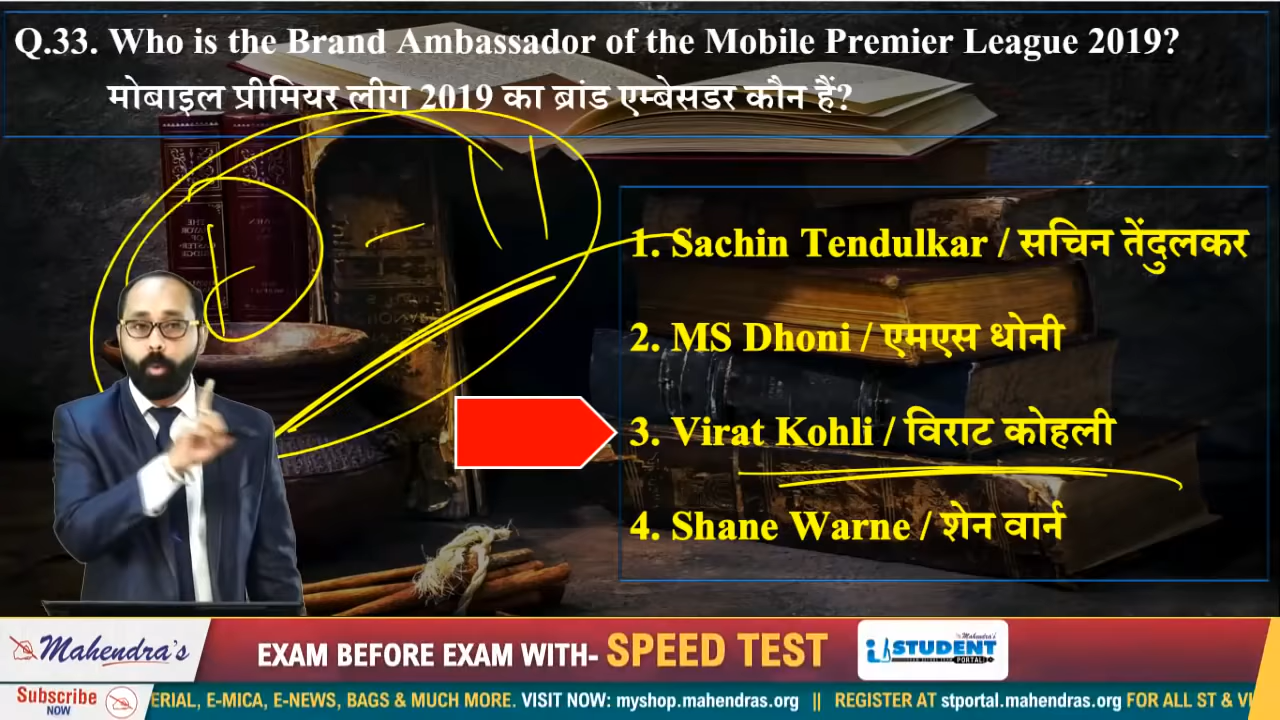 Q.33. Who is the Brand Ambassador of the Mobile Premier League 2019?
मोबाइल प्रीमियर लीग 2019 का ब्रांड एम्बेसडर कौन हैं?
1. Sachin Tendulkar / सचिन तेंदुलकर
2. MS Dhoni / एमएस धोनी
3. Virat Kohli / विराट कोहली
4. Shane Warne / शेन वार्न
Mahendra's
EXAM BEFORE EXAM WITH- SPEED TEST
Mahendra's
STUDENT
PORTAL
Subscribe
NOW
ERIAL, E-MICA, E-NEWS, BAGS & MUCH MORE. VISIT NOW: myshop.mahendras.org || REGISTER AT stportal.mahendras.org FOR ALL ST & VI